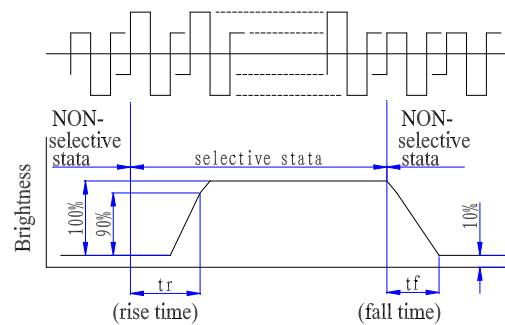 NON-
selective
stata
selective stata
NON-
selective
stata
Brightness
100%
90%
10%
tr
(rise time)
tf
(fall time)